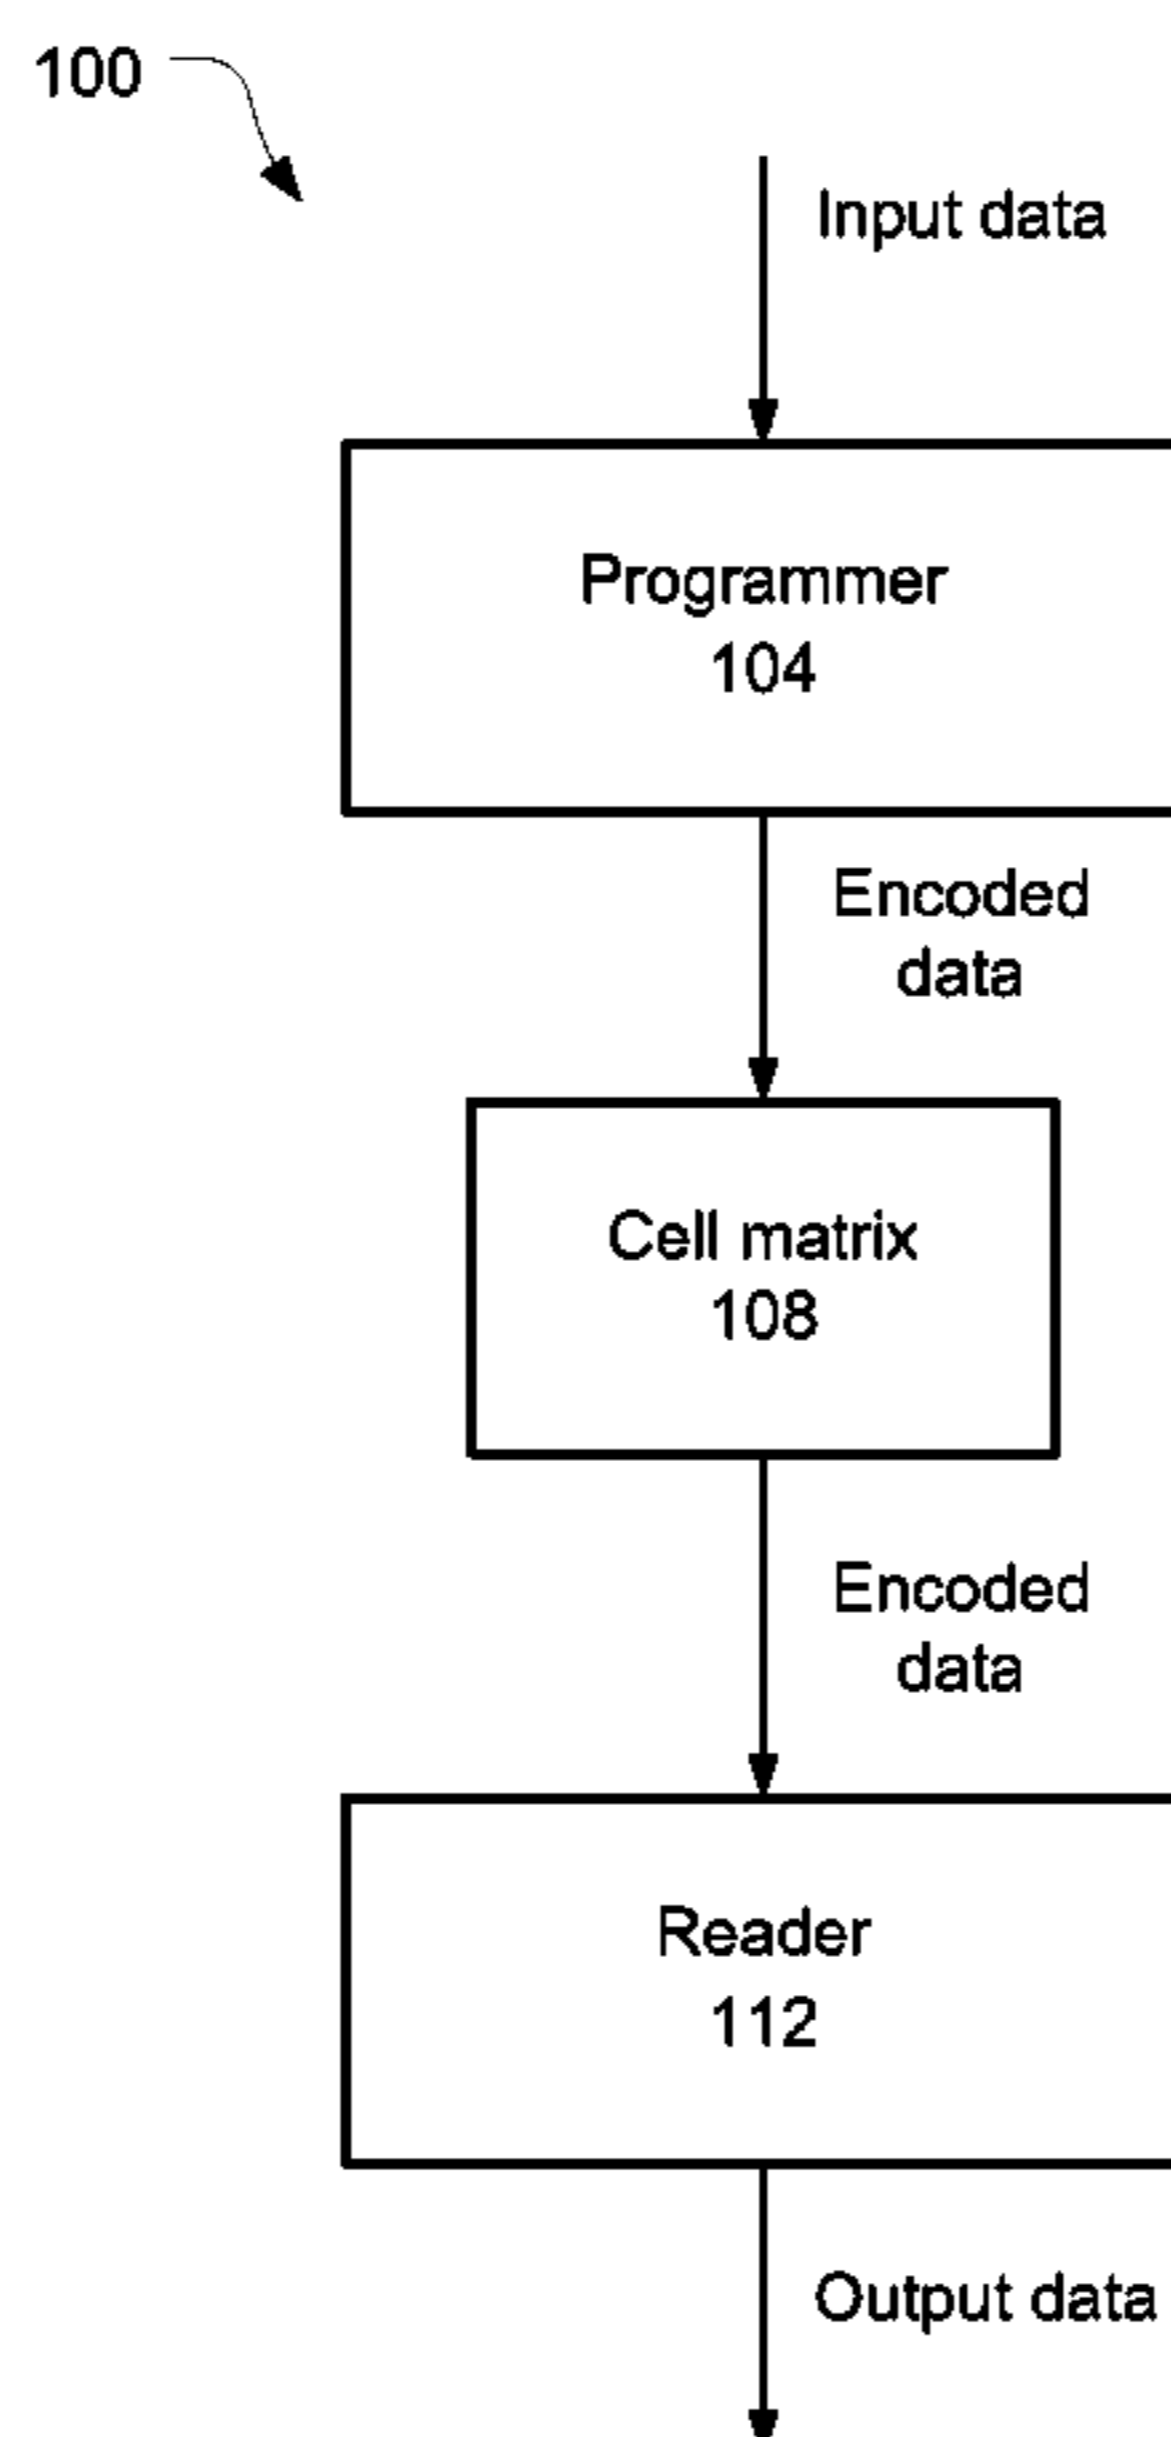 100
Input data
Programmer
104
Encoded
data
Cell matrix
108
Encoded
data
Reader
112
Output data